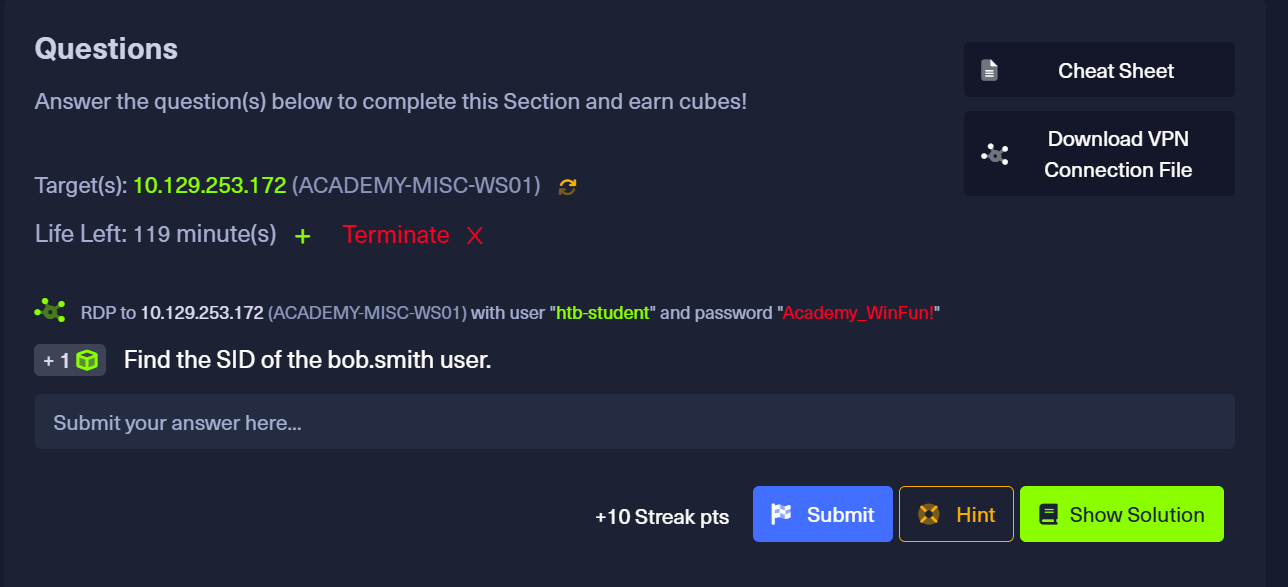 Questions
Cheat Sheet
Answer the question(s) below to complete this Section and earn cubes!
Download VPN
Connection File
Target(s): 10.129.253.172 (ACADEMY-MISC-WS01)
Life Left: 119 minute(s) + Terminate X
RDP to 10.129.253.172 (ACADEMY-MISC-WS01) with user "htb-student" and password "Academy_WinFun!"
+ 1 Find the SID of the bob.smith user.
Submit your answer here...
+10 Streak pts Submit Hint Show Solution